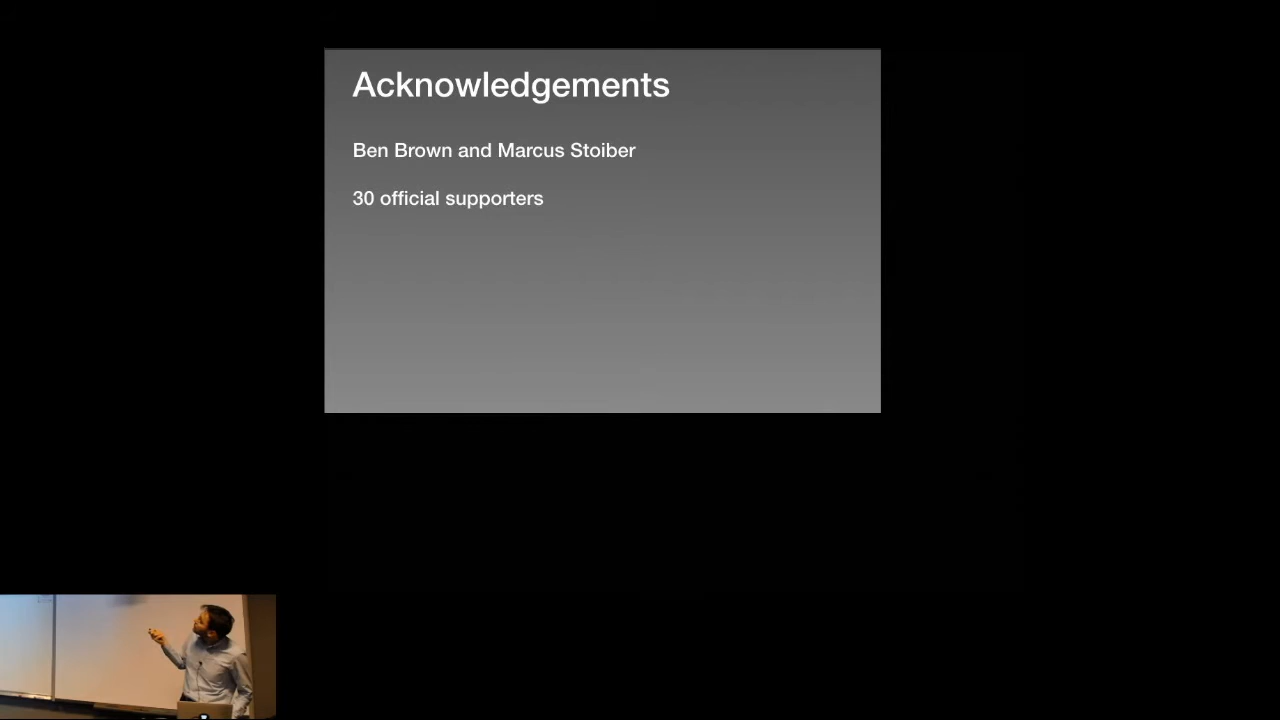 Acknowledgements
Ben Brown and Marcus Stoiber
30 official supporters